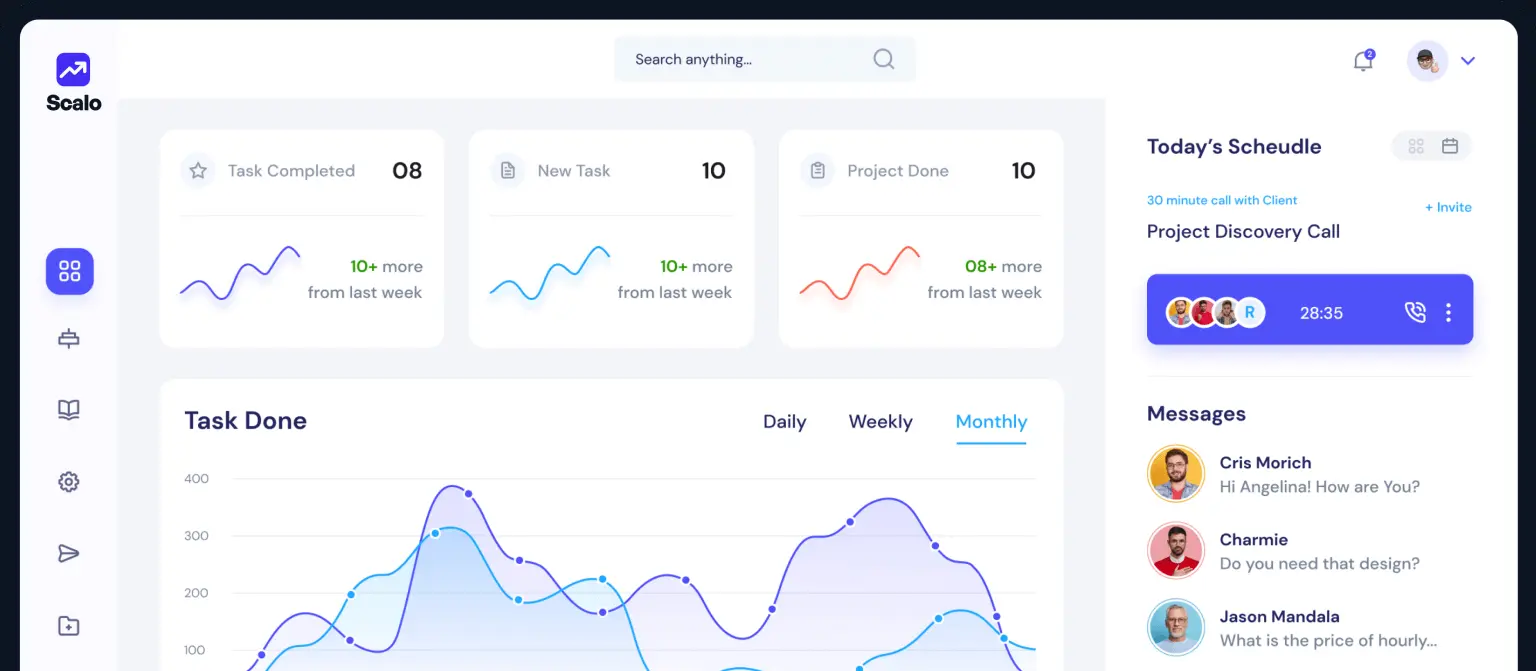 Scalo
Search anything...
2
Task Completed 08
10+ more
from last week
New Task 10
10+ more
from last week
Project Done 10
08+ more
from last week
Task Done
Daily Weekly Monthly
400
300
200
100
Today's Scheudle
30 minute call with Client
+ Invite
Project Discovery Call
R
28:35
Messages
Cris Morich
Hi Angelina! How are You?
Charmie
Do you need that design?
Jason Mandala
What is the price of hourly...